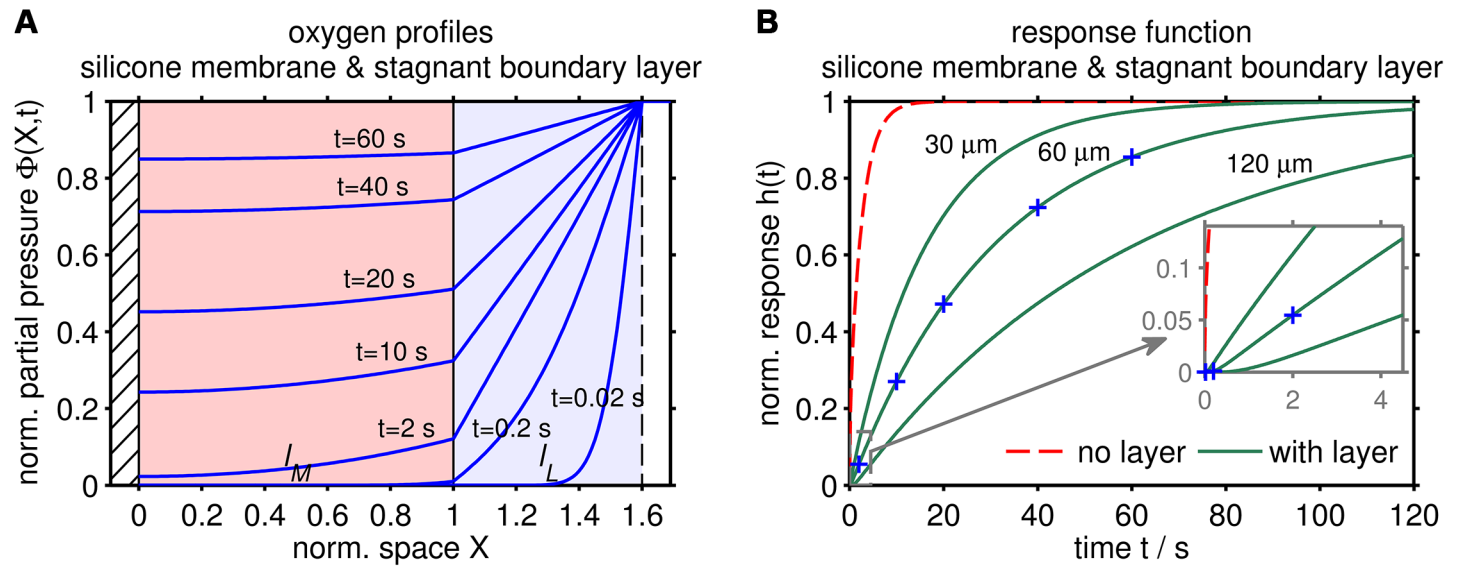 A
oxygen profiles
silicone membrane & stagnant boundary layer
norm. partial pressure Φ(X,t)
1
0.8
0.6
0.4
0.2
0
t=60 s
t=40 s
t=20 s
t=10 s
t=2 s
t=0.2 s
t=0.02 s
l_M
l_L
0 0.2 0.4 0.6 0.8 1 1.2 1.4 1.6
norm. space X
B
response function
silicone membrane & stagnant boundary layer
norm. response h(t)
1
0.8
0.6
0.4
0.2
0
30 μm
60 μm
120 μm
0.1
0.05
0
0 2 4
no layer with layer
0 20 40 60 80 100 120
time t / s